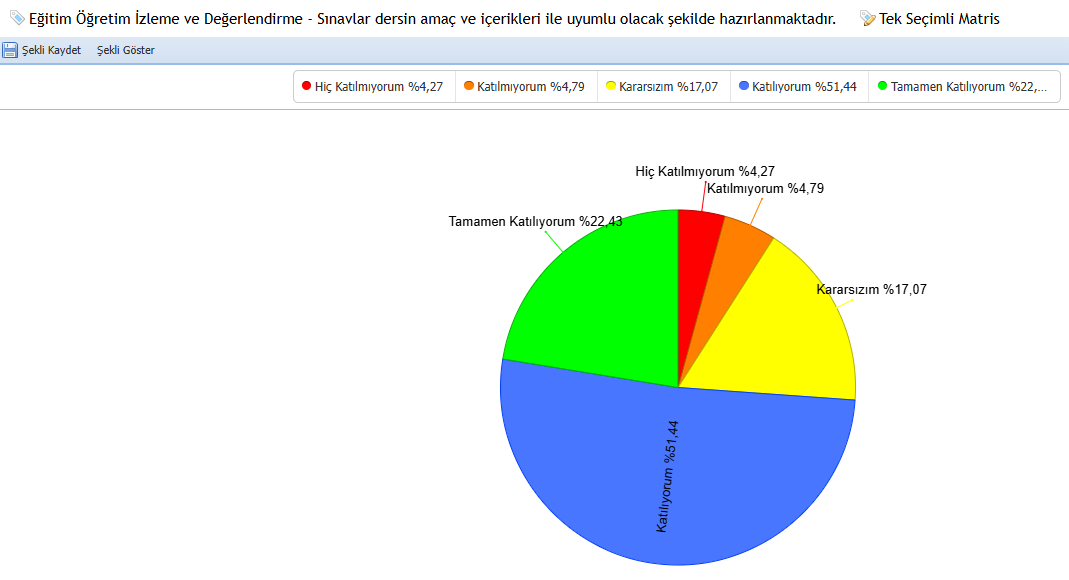 Eğitim Öğretim İzleme ve Değerlendirme - Sınavlar dersin amaç ve içerikleri ile uyumlu olacak şekilde hazırlanmaktadır. Tek Seçimli Matris
Şekli Kaydet Şekli Göster
Hiç Katılmıyorum %4,27 Katılmıyorum %4,79 Kararsızım %17,07 Katılıyorum %51,44 Tamamen Katılıyorum %22,...
Hiç Katılmıyorum %4,27
Katılmıyorum %4,79
Tamamen Katılıyorum %22,43
Kararsızım %17,07
Katılıyorum %51,44